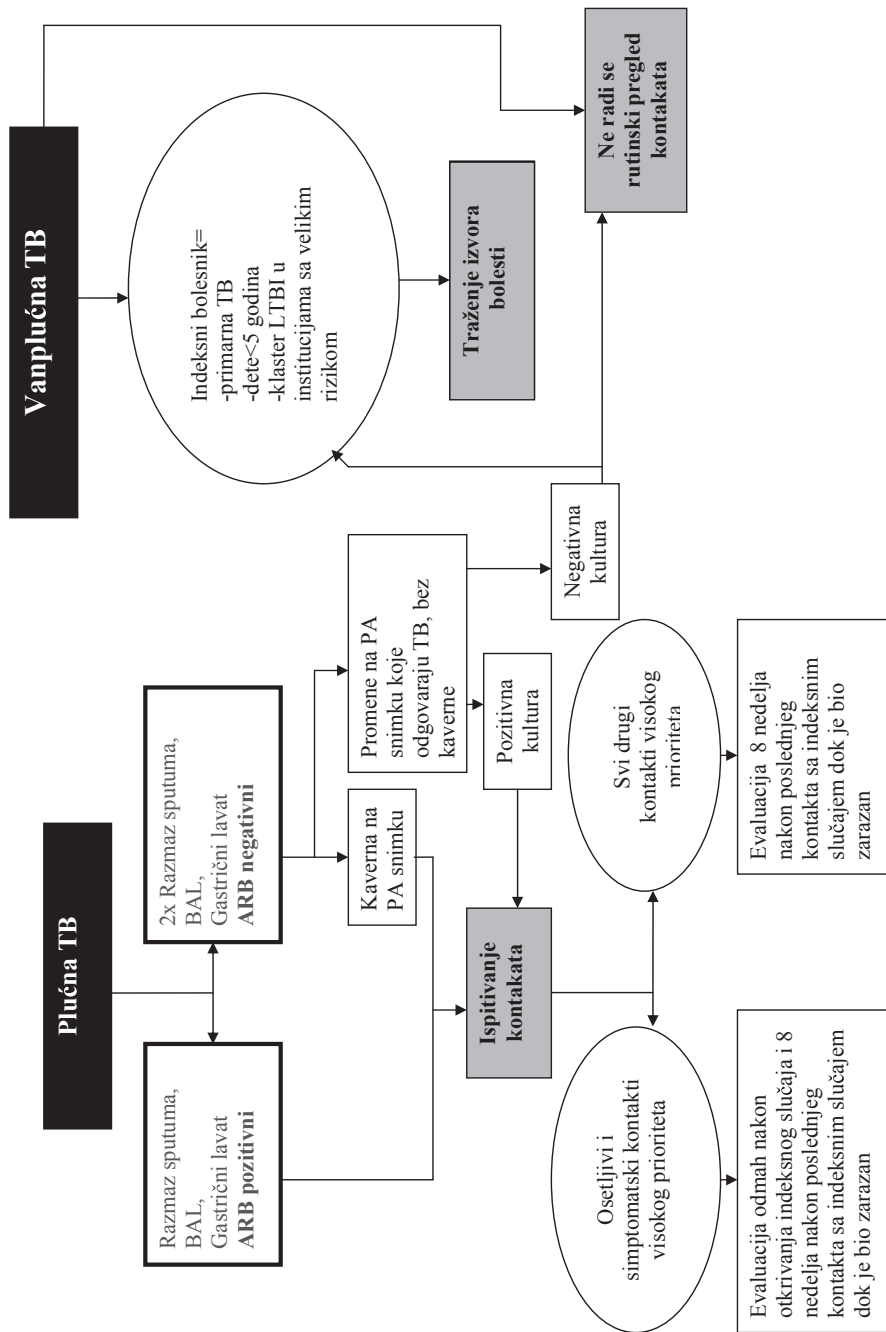 Plućna TB
Vanplućna TB
Razmaz sputuma,
BAL,
Gastrični lavat
ARB pozitivni
2x Razmaz sputuma,
BAL,
Gastrični lavat
ARB negativni
Indeksni bolesnik=
-primarna TB
-dete<5 godina
-klaster LTBI u
institucijama sa velikim
rizikom
Kaverna na
PA snimku
Promene na PA
snimku koje
odgovaraju TB, bez
kaverne
Pozitivna
kultura
Negativna
kultura
Traženje izvora
bolesti
Ne radi se
rutinski pregled
kontakata
Ispitivanje
kontakata
Osetljivi i
simptomatski kontakti
visokog prioriteta
Svi drugi
kontakti visokog
prioriteta
Evaluacija odmah nakon
otkrivanja indeksnog slučaja i 8
nedelja nakon poslednjeg
kontakta sa indeksnim slučajem
dok je bio zarazan
Evaluacija 8 nedelja
nakon poslednjeg
kontakta sa indeksnim
slučajem dok je bio
zarazan